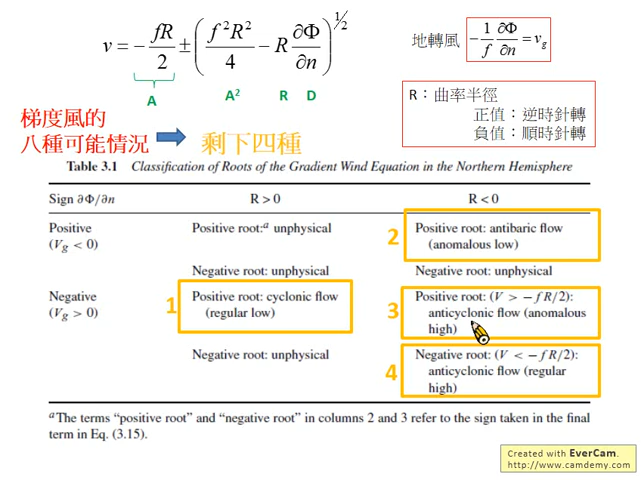 v = − fR/2 ± (f²R²/4 − R ∂Φ/∂n)^½
地轉風 −1/f ∂Φ/∂n = vg
A A² R D
R：曲率半徑
正值：逆時針轉
負值：順時針轉
梯度風的
八種可能情況 剩下四種
Table 3.1 Classification of Roots of the Gradient Wind Equation in the Northern Hemisphere
Sign ∂Φ/∂n R > 0 R < 0
Positive Positive root:ᵃ unphysical 2 Positive root: antibaric flow
(Vg < 0) (anomalous low)
Negative root: unphysical Negative root: unphysical
Negative 1 Positive root: cyclonic flow 3 Positive root: (V > −fR/2):
(Vg > 0) (regular low) anticyclonic flow (anomalous
high)
Negative root: unphysical 4 Negative root: (V < −fR/2):
anticyclonic flow (regular
high)
ᵃ The terms “positive root” and “negative root” in columns 2 and 3 refer to the sign taken in the final
term in Eq. (3.15).
Created with EverCam.
http://www.camdemy.com